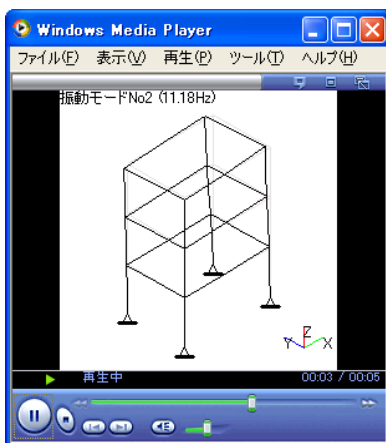 Windows Media Player
ファイル(F) 表示(V) 再生(P) ツール(T) ヘルプ(H)
振動モードNo2 (11.18Hz)
Z
Y X
再生中 00:03 / 00:05